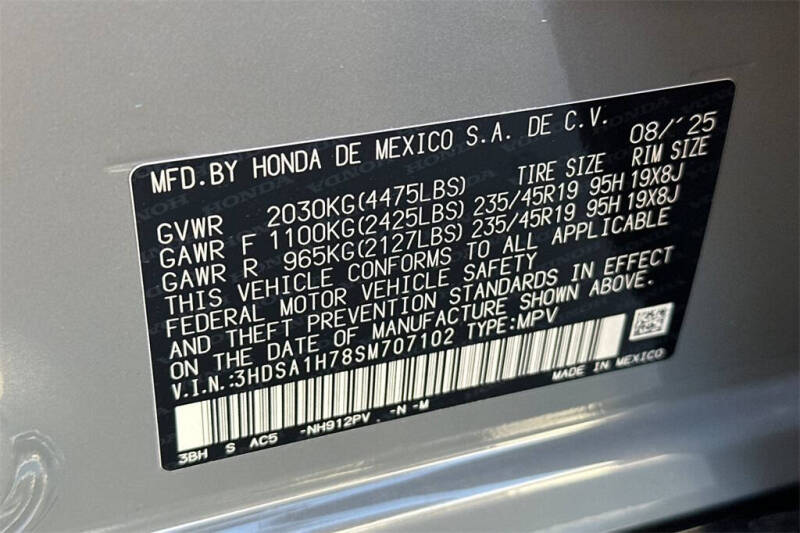 MFD.BY HONDA DE MEXICO S.A. DE C.V. 08/'25
TIRE SIZE RIM SIZE
GVWR 2030KG(4475LBS)
GAWR F 1100KG(2425LBS) 235/45R19 95H 19X8J
GAWR R 965KG(2127LBS) 235/45R19 95H 19X8J
THIS VEHICLE CONFORMS TO ALL APPLICABLE
FEDERAL MOTOR VEHICLE SAFETY
AND THEFT PREVENTION STANDARDS IN EFFECT
ON THE DATE OF MANUFACTURE SHOWN ABOVE.
V.I.N.:3HDSA1H78SM707102 TYPE:MPV
MADE IN MEXICO
3BH S AC5 -NH912PV -N -M